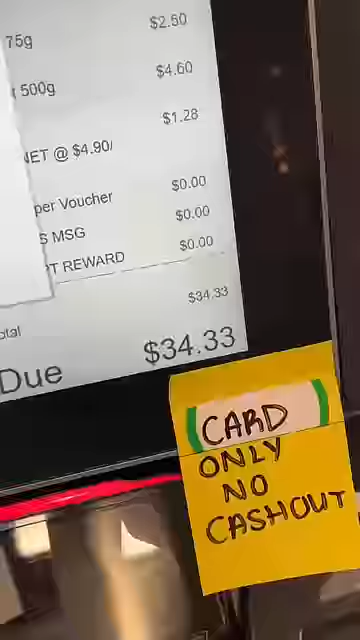 $2.50
75g
$4.60
500g
$1.28
NET @ $4.90/
per Voucher $0.00
S MSG $0.00
PT REWARD $0.00
otal $34.33
Due $34.33
CARD
ONLY
NO
CASHOUT